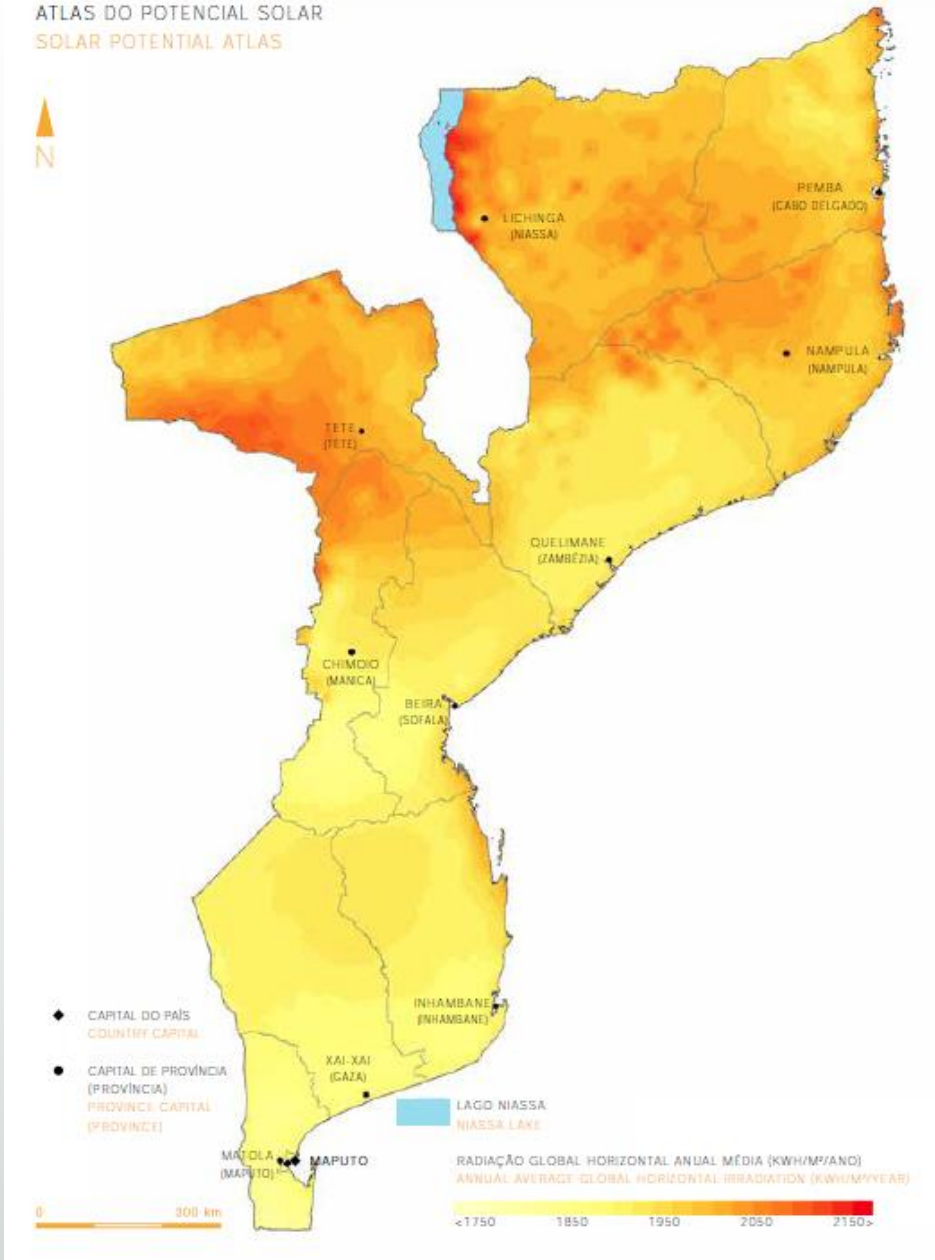 ATLAS DO POTENCIAL SOLAR
SOLAR POTENTIAL ATLAS
N
PEMBA
(CABO DELGADO)
LICHINGA
(NIASSA)
NAMPULA
(NAMPULA)
TETE
(TETE)
QUELIMANE
(ZAMBÉZIA)
CHIMOIO
(MANICA)
BEIRA
(SOFALA)
INHAMBANE
(INHAMBANE)
CAPITAL DO PAÍS
COUNTRY CAPITAL
XAI-XAI
(GAZA)
CAPITAL DE PROVÍNCIA
(PROVÍNCIA)
PROVINCE CAPITAL
(PROVINCE)
LAGO NIASSA
NIASSA LAKE
MATOLA
(MAPUTO)
MAPUTO
RADIAÇÃO GLOBAL HORIZONTAL ANUAL MÉDIA (KWH/M²/ANO)
ANNUAL AVERAGE GLOBAL HORIZONTAL IRRADIATION (KWH/M²/YEAR)
0 300 km
<1750 1850 1950 2050 2150>